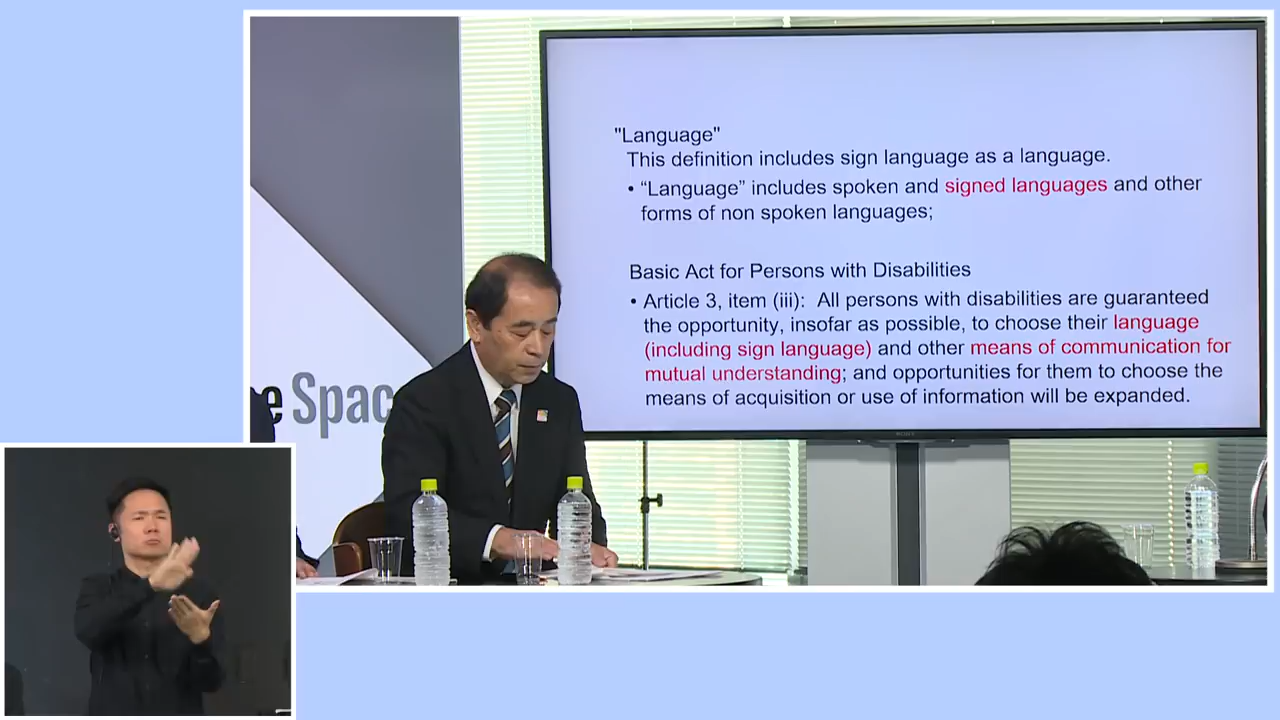 "Language"
This definition includes sign language as a language.
• “Language” includes spoken and signed languages and other
forms of non spoken languages;
Basic Act for Persons with Disabilities
• Article 3, item (iii): All persons with disabilities are guaranteed
the opportunity, insofar as possible, to choose their language
(including sign language) and other means of communication for
mutual understanding; and opportunities for them to choose the
means of acquisition or use of information will be expanded.
SONY
e Spac